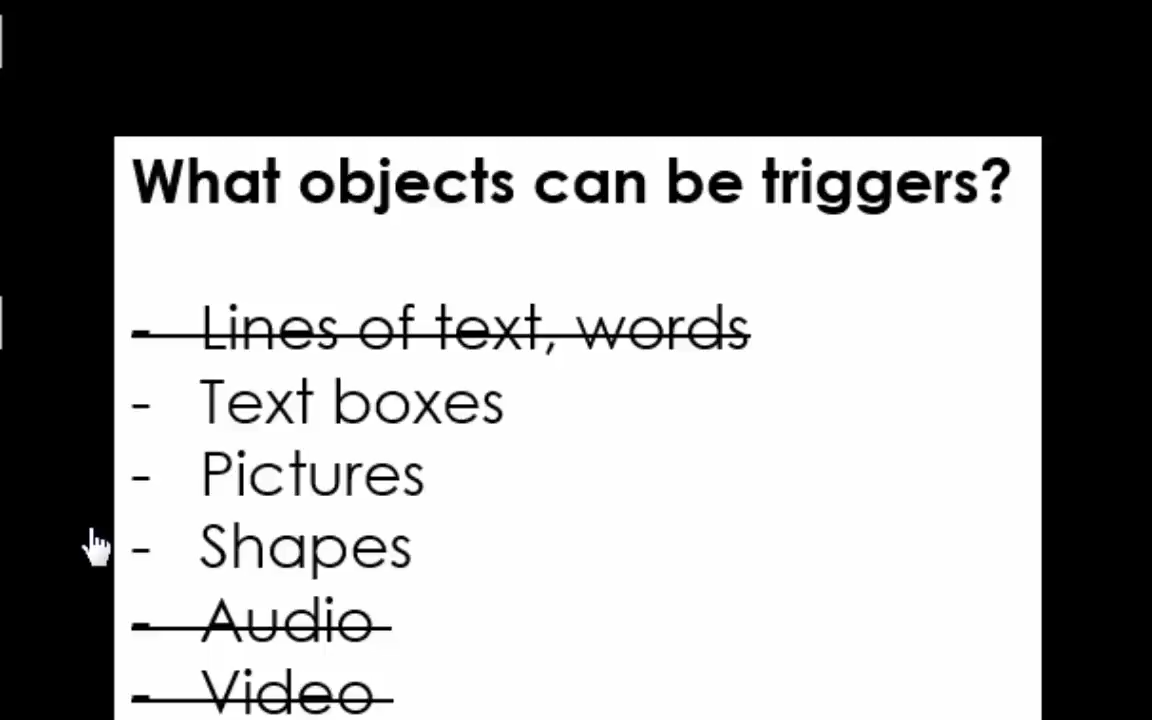 What objects can be triggers?
- Lines of text, words
- Text boxes
- Pictures
- Shapes
- Audio
- Video